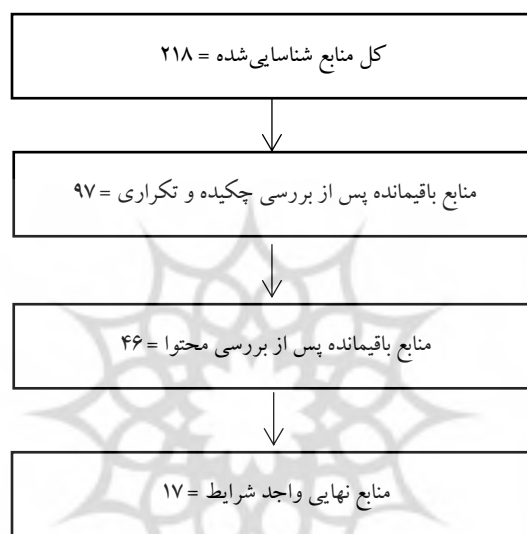 کل منابع شناسایی‌شده = ۲۱۸
منابع باقیمانده پس از بررسی چکیده و تکراری = ۹۷
منابع باقیمانده پس از بررسی محتوا = ۴۶
منابع نهایی واجد شرایط = ۱۷